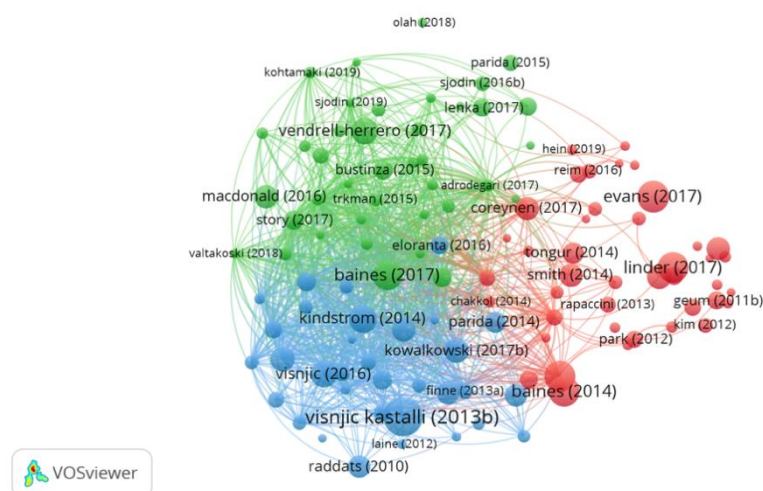 olah (2018)
parida (2015)
kohtamaki (2019)
sjodin (2016b)
sjodin (2019)
lenka (2017)
vendrell-herrero (2017)
hein (2019)
bustinza (2015)
reim (2016)
adrodegari (2017)
macdonald (2016)
trkman (2015)
evans (2017)
coreynen (2017)
story (2017)
eloranta (2016)
valtakoski (2018)
tongur (2014)
baines (2017)
smith (2014)
linder (2017)
chakkol (2014)
rapaccini (2013)
geum (2011b)
kindstrom (2014)
parida (2014)
kim (2012)
park (2012)
kowalkowski (2017b)
visnjic (2016)
finne (2013a)
baines (2014)
visnjic kastalli (2013b)
laine (2012)
raddats (2010)
VOSviewer